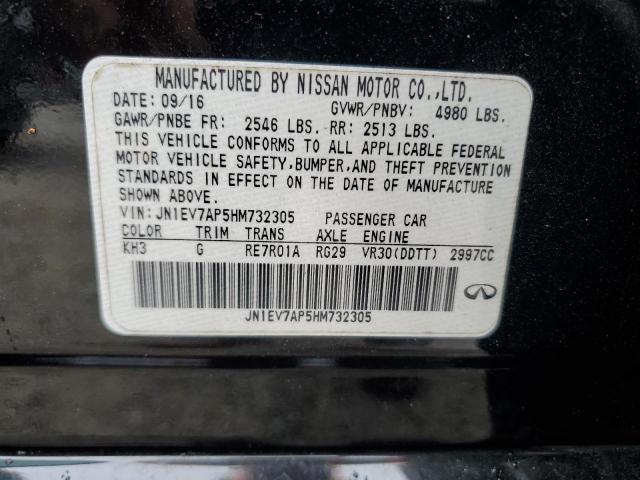 MANUFACTURED BY NISSAN MOTOR CO.,LTD.
DATE: 09/16 GVWR/PNBV: 4980 LBS.
GAWR/PNBE FR: 2546 LBS. RR: 2513 LBS.
THIS VEHICLE CONFORMS TO ALL APPLICABLE FEDERAL
MOTOR VEHICLE SAFETY,BUMPER,AND THEFT PREVENTION
STANDARDS IN EFFECT ON THE DATE OF MANUFACTURE
SHOWN ABOVE.
VIN: JN1EV7AP5HM732305 PASSENGER CAR
COLOR TRIM TRANS AXLE ENGINE
KH3 G RE7R01A RG29 VR30(DDTT) 2997CC
JN1EV7AP5HM732305